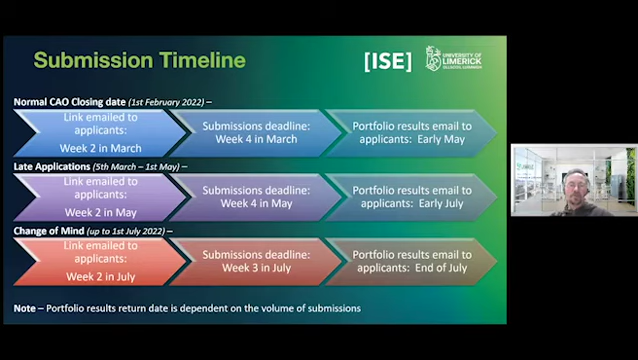 Submission Timeline
[ISE]
UNIVERSITY OF
LIMERICK
OLLSCOIL LUIMNIGH
Normal CAO Closing date (1st February 2022) –
Link emailed to
applicants:
Week 2 in March
Submissions deadline:
Week 4 in March
Portfolio results email to
applicants: Early May
Late Applications (5th March – 1st May) –
Link emailed to
applicants:
Week 2 in May
Submissions deadline:
Week 4 in May
Portfolio results email to
applicants: Early July
Change of Mind (up to 1st July 2022) –
Link emailed to
applicants:
Week 2 in July
Submissions deadline:
Week 3 in July
Portfolio results email to
applicants: End of July
Note – Portfolio results return date is dependent on the volume of submissions